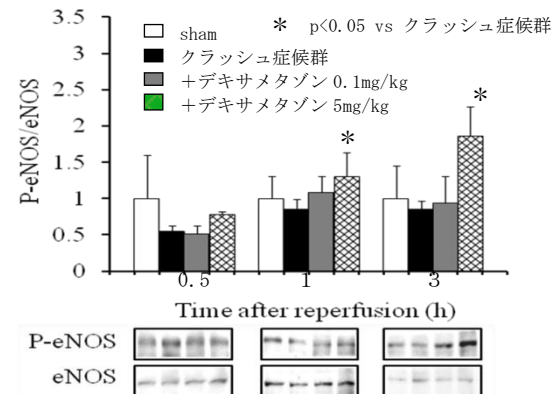 3.5
3
2.5
2
1.5
1
0.5
0
P-eNOS/eNOS
sham
クラッシュ症候群
＋デキサメタゾン 0.1mg/kg
＋デキサメタゾン 5mg/kg
* p<0.05 vs クラッシュ症候群
*
*
0.5 1 3
Time after reperfusion (h)
P-eNOS
eNOS